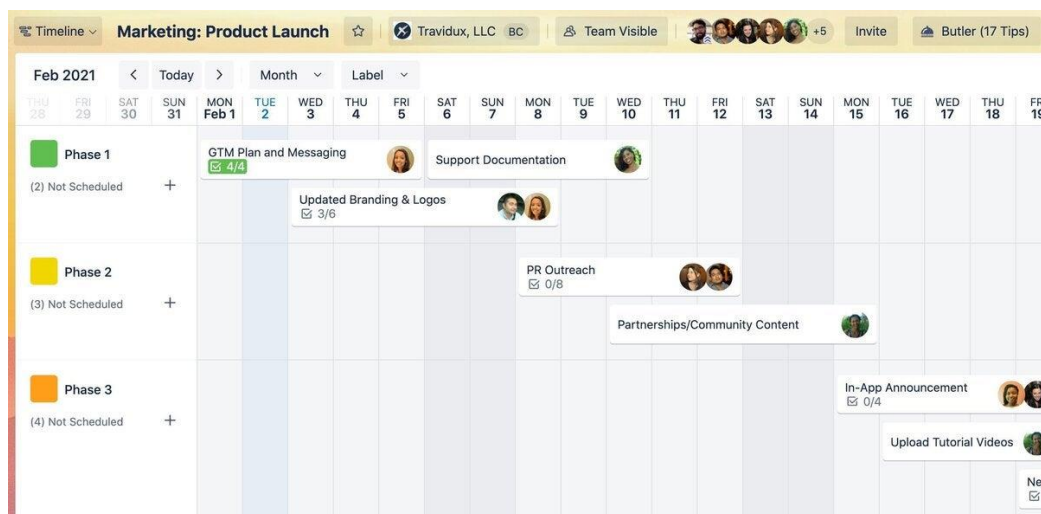 Timeline
Marketing: Product Launch
Travidux, LLC BC
Team Visible
+5
Invite
Butler (17 Tips)
Feb 2021
Today
Month
Label
THU FRI SAT SUN MON TUE WED THU FRI SAT SUN MON TUE WED THU FRI SAT SUN MON TUE WED THU FR
28 29 30 31 Feb 1 2 3 4 5 6 7 8 9 10 11 12 13 14 15 16 17 18 19
Phase 1
(2) Not Scheduled +
GTM Plan and Messaging
4/4
Support Documentation
Updated Branding & Logos
3/6
Phase 2
(3) Not Scheduled +
PR Outreach
0/8
Partnerships/Community Content
Phase 3
(4) Not Scheduled +
In-App Announcement
0/4
Upload Tutorial Videos
Ne